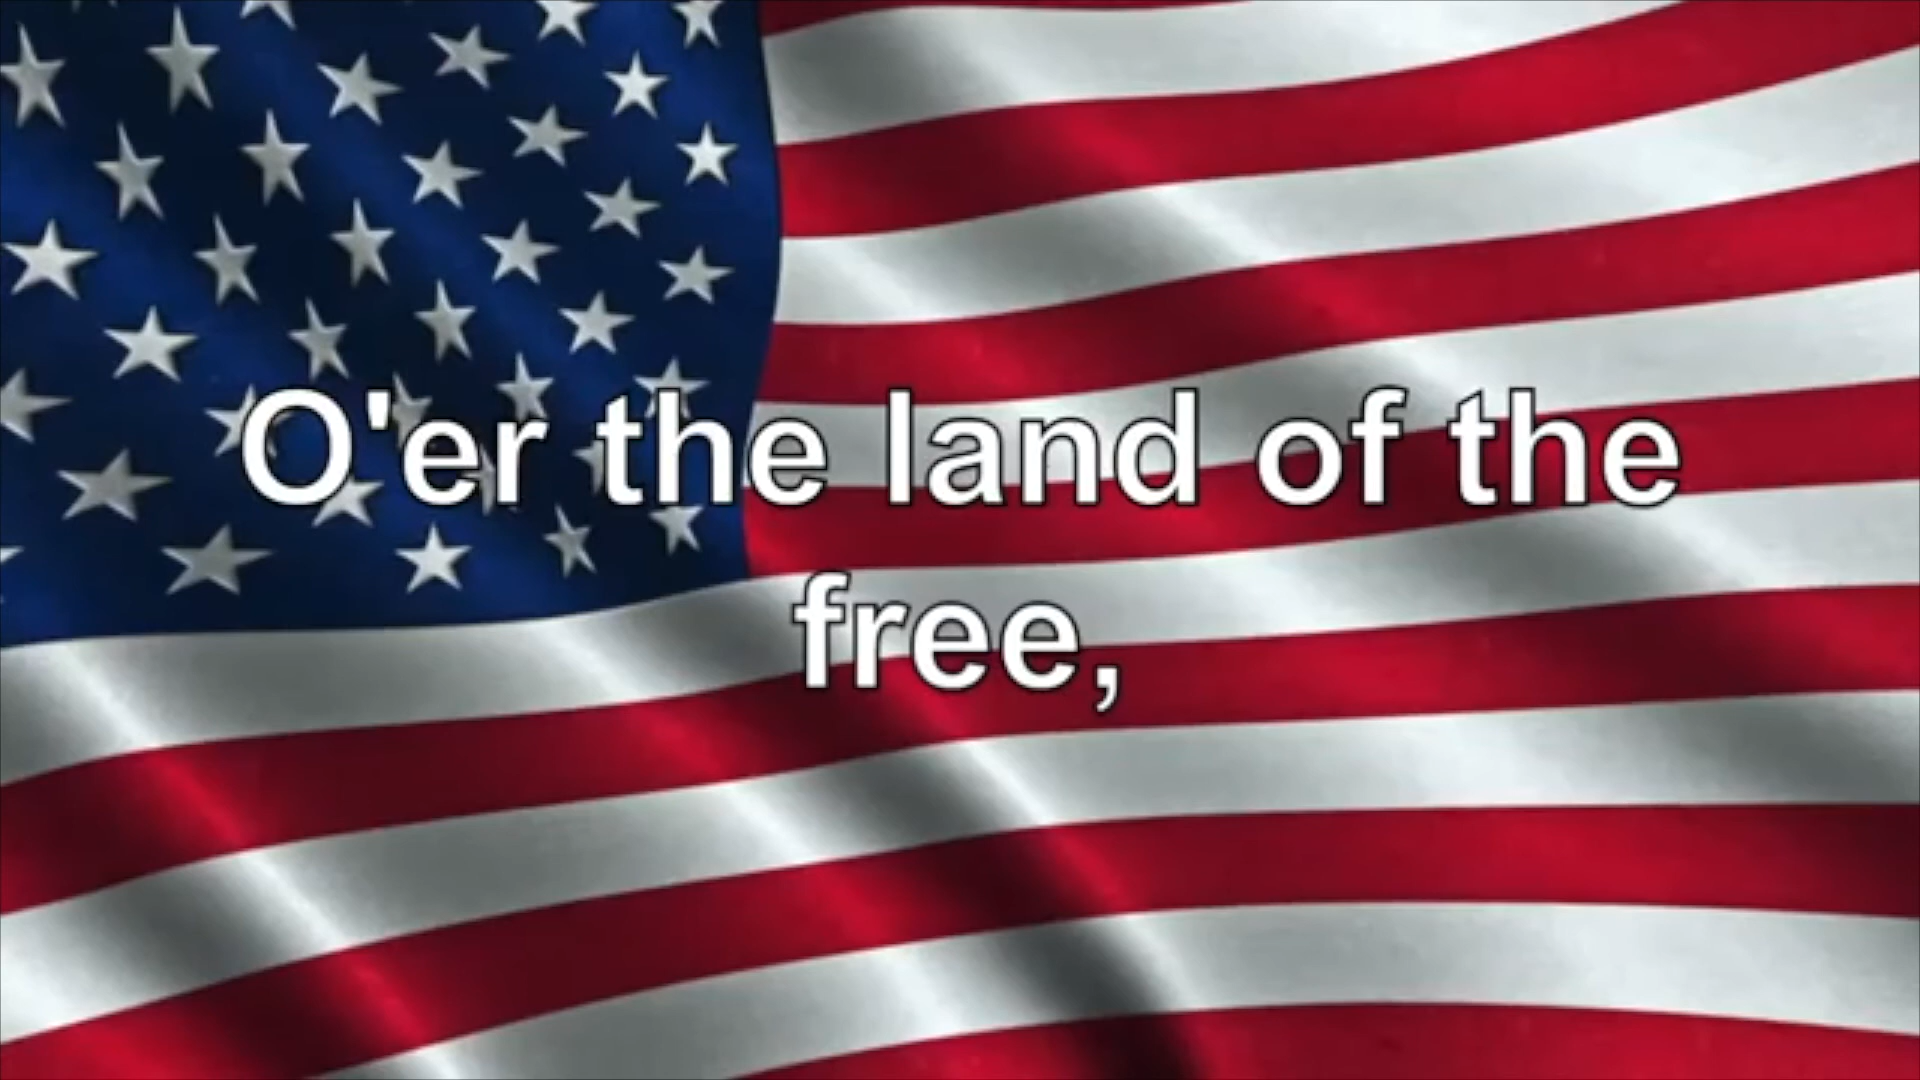 O'er the land of the
free,